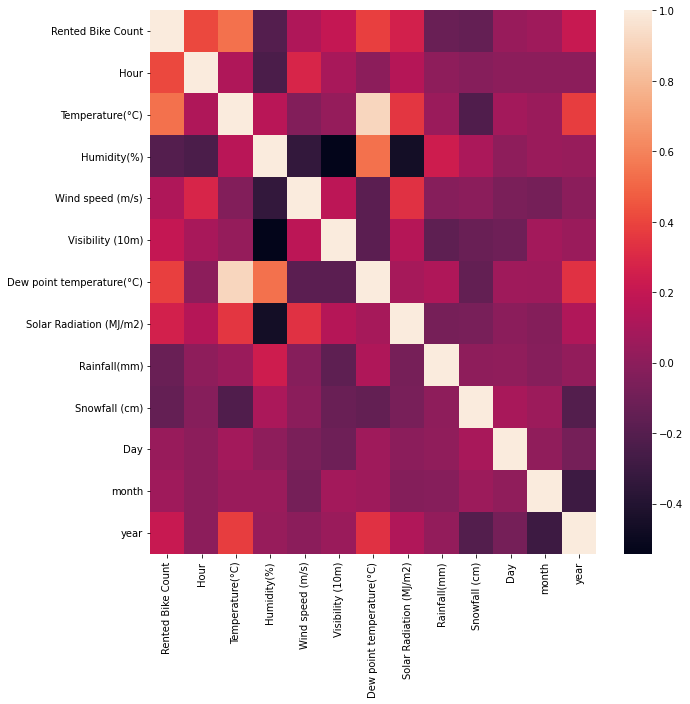 Rented Bike Count
Hour
Temperature(°C)
Humidity(%)
Wind speed (m/s)
Visibility (10m)
Dew point temperature(°C)
Solar Radiation (MJ/m2)
Rainfall(mm)
Snowfall (cm)
Day
month
year
Rented Bike Count
Hour
Temperature(°C)
Humidity(%)
Wind speed (m/s)
Visibility (10m)
Dew point temperature(°C)
Solar Radiation (MJ/m2)
Rainfall(mm)
Snowfall (cm)
Day
month
year
1.0
0.8
0.6
0.4
0.2
0.0
−0.2
−0.4